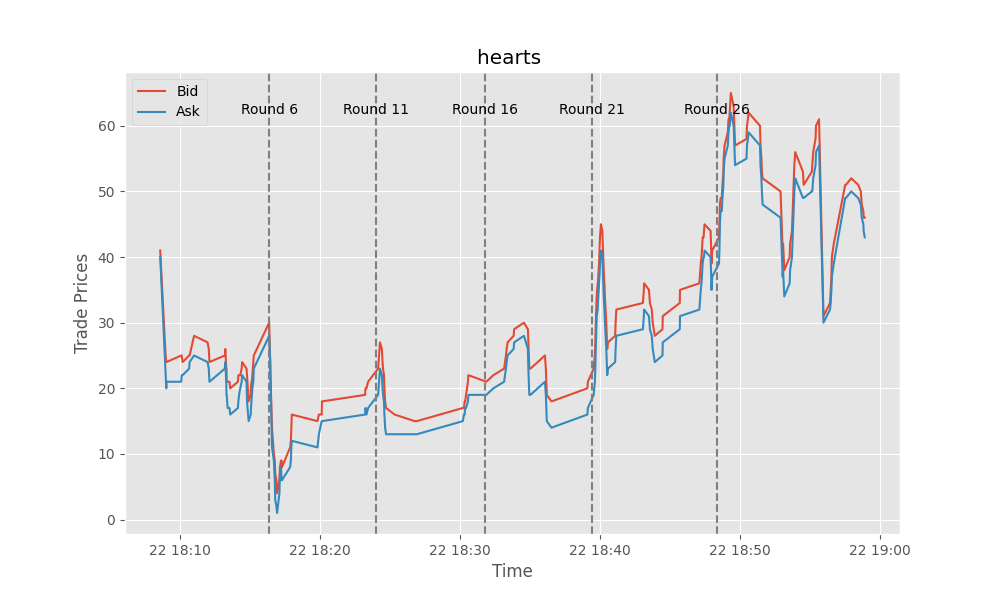 hearts
Bid
Ask
Round 6
Round 11
Round 16
Round 21
Round 26
Trade Prices
60
50
40
30
20
10
0
22 18:10
22 18:20
22 18:30
22 18:40
22 18:50
22 19:00
Time